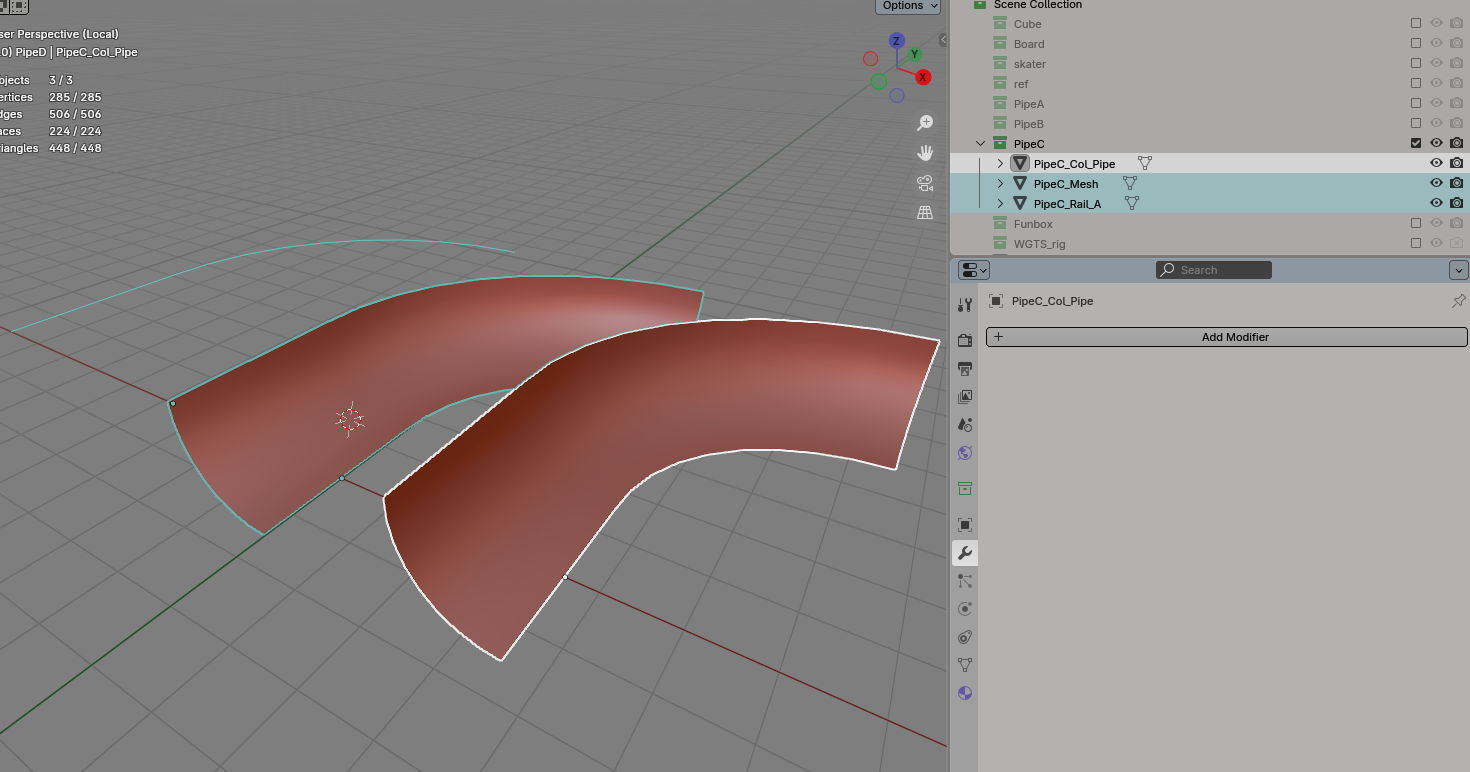 Options
ser Perspective (Local)
0) PipeD | PipeC_Col_Pipe
bjects 3 / 3
ertices 285 / 285
dges 506 / 506
aces 224 / 224
iangles 448 / 448
Z
Y
X
Scene Collection
Cube
Board
skater
ref
PipeA
PipeB
PipeC
PipeC_Col_Pipe
PipeC_Mesh
PipeC_Rail_A
Funbox
WGTS_rig
Search
PipeC_Col_Pipe
Add Modifier